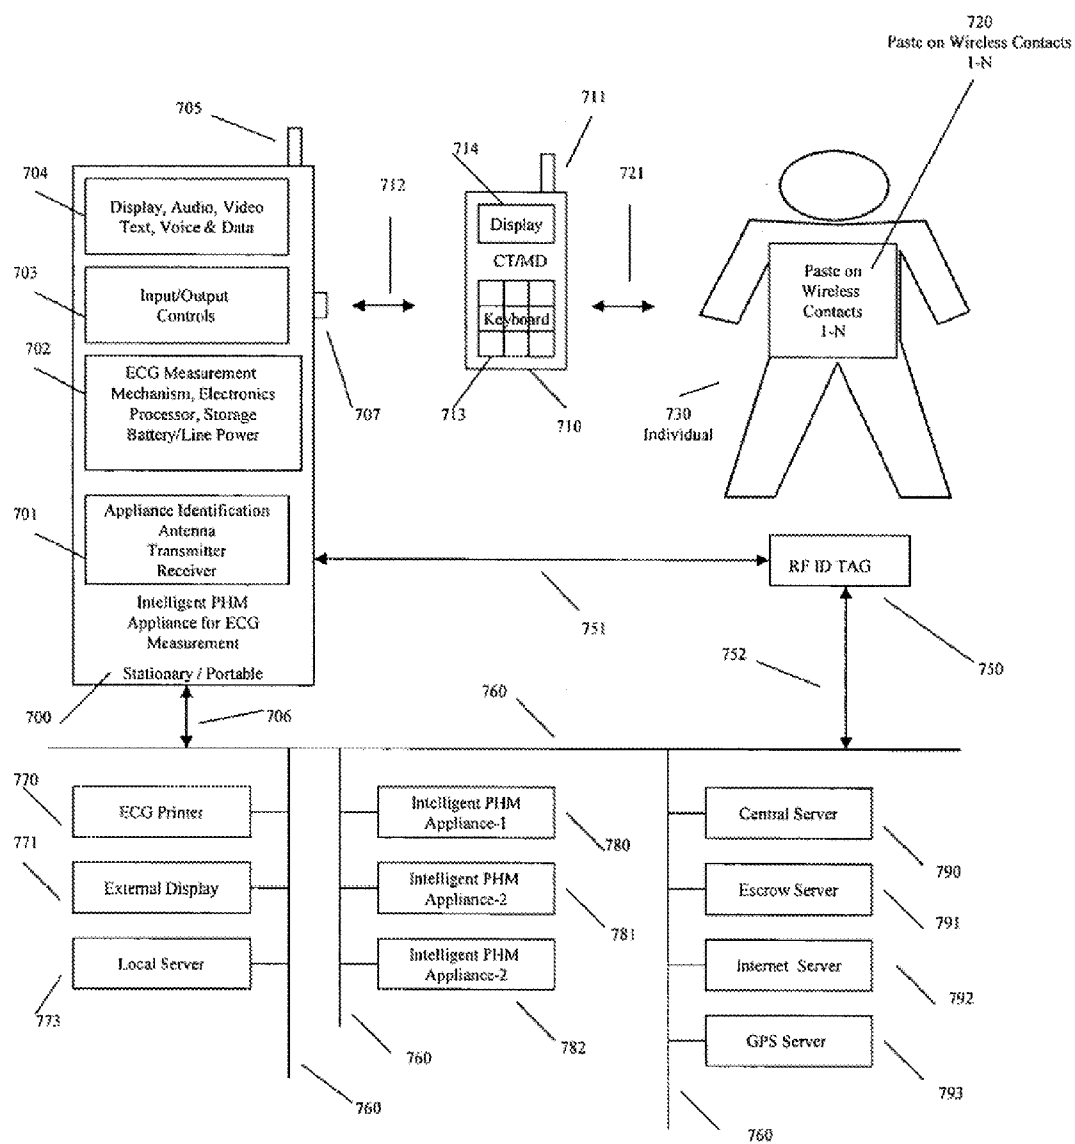 720
Paste on Wireless Contacts
1-N
705
711
704
Display, Audio, Video
Text, Voice & Data
714
712
721
Display
CT/MD
Keyboard
703
Input/Output
Controls
Paste on
Wireless
Contacts
1-N
702
ECG Measurement
Mechanism, Electronics
Processor, Storage
Battery/Line Power
707
713
710
730
Individual
701
Appliance Identification
Antenna
Transmitter
Receiver
RF ID TAG
Intelligent PHM
Appliance for ECG
Measurement
751
752
750
Stationary / Portable
700
706
760
770
ECG Printer
771
External Display
Local Server
773
Intelligent PHM
Appliance-1
780
Intelligent PHM
Appliance-2
781
Intelligent PHM
Appliance-2
782
Central Server
790
Escrow Server
791
Internet Server
792
GPS Server
793
760
760
760